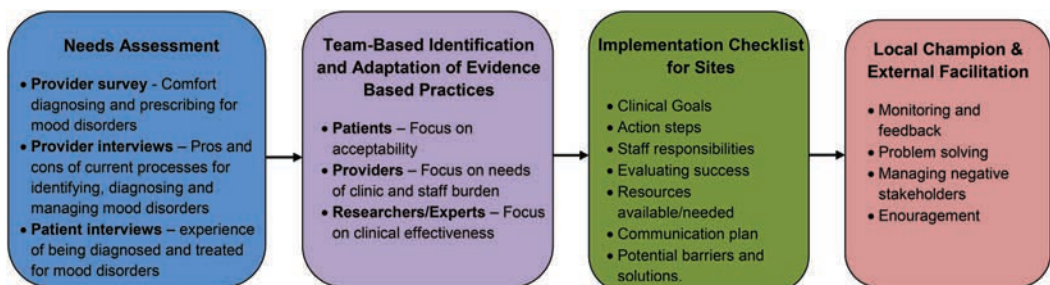 Needs Assessment
• Provider survey - Comfort
diagnosing and prescribing for
mood disorders
• Provider interviews – Pros and
cons of current processes for
identifying, diagnosing and
managing mood disorders
• Patient interviews – experience
of being diagnosed and treated
for mood disorders
Team-Based Identification
and Adaptation of Evidence
Based Practices
• Patients – Focus on
acceptability
• Providers – Focus on needs
of clinic and staff burden
• Researchers/Experts – Focus
on clinical effectiveness
Implementation Checklist
for Sites
• Clinical Goals
• Action steps
• Staff responsibilities
• Evaluating success
• Resources
available/needed
• Communication plan
• Potential barriers and
solutions.
Local Champion &
External Facilitation
• Monitoring and
feedback
• Problem solving
• Managing negative
stakeholders
• Enouragement